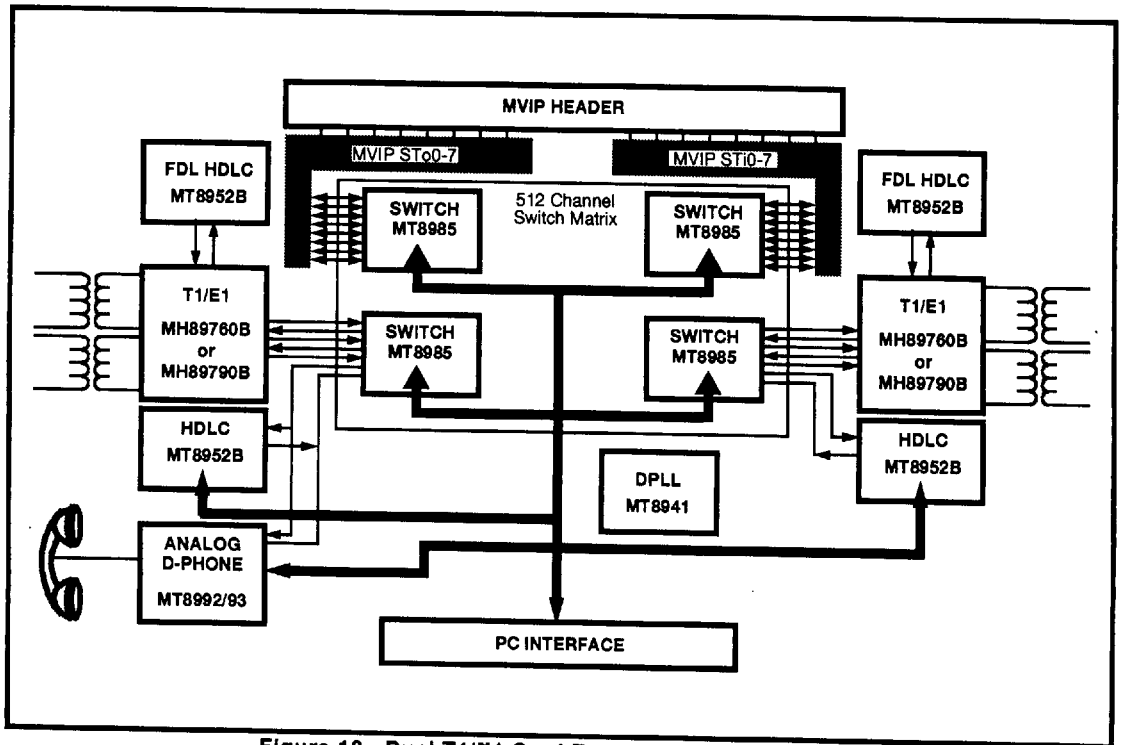 MVIP HEADER
MVIP STo0-7
MVIP STi0-7
FDL HDLC
MT8952B
SWITCH
MT8985
512 Channel
Switch Matrix
SWITCH
MT8985
FDL HDLC
MT8952B
T1/E1
MH89760B
or
MH89790B
SWITCH
MT8985
SWITCH
MT8985
T1/E1
MH89760B
or
MH89790B
HDLC
MT8952B
DPLL
MT8941
HDLC
MT8952B
ANALOG
D-PHONE
MT8992/93
PC INTERFACE